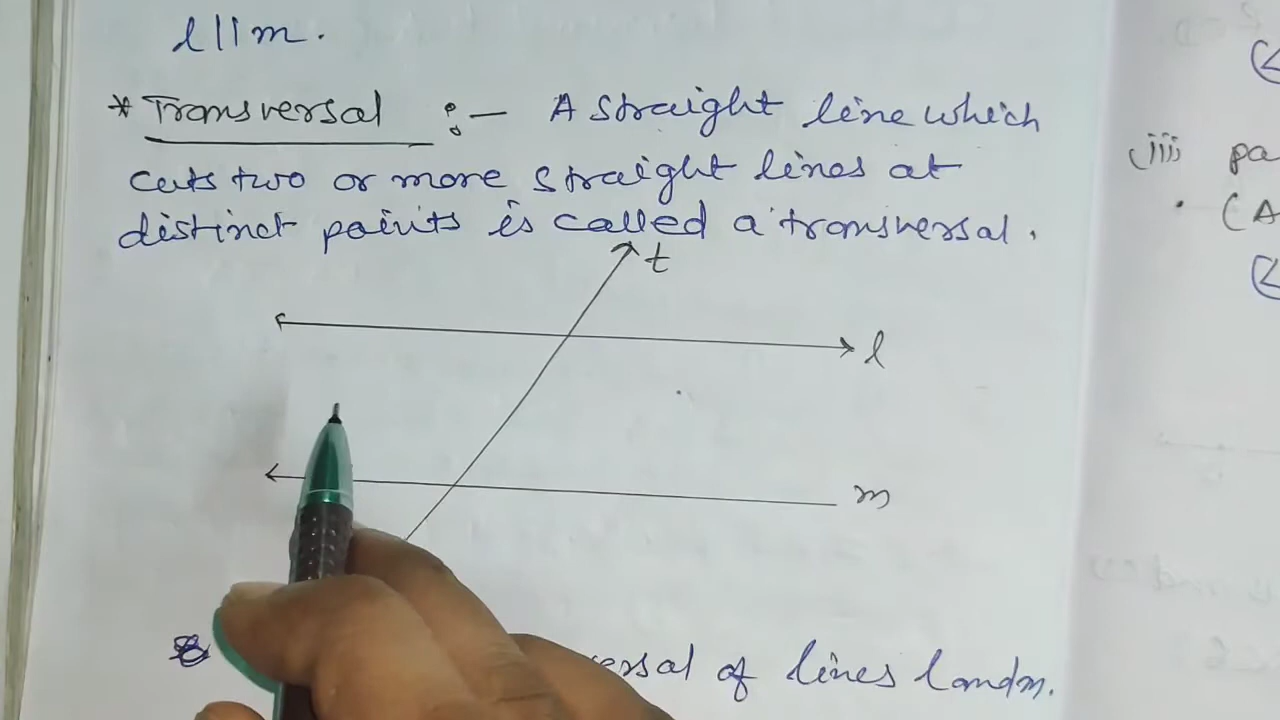 l || m.
* Transversal :- A straight line which
cuts two or more straight lines at
distinct points is called a transversal.
t
l
m
of lines l and m.
iii pa
(A